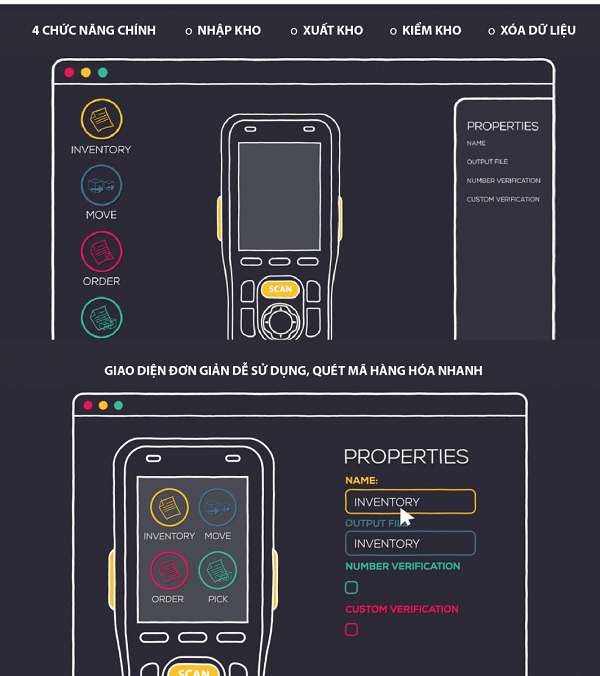 4 CHỨC NĂNG CHÍNH o NHẬP KHO o XUẤT KHO o KIỂM KHO o XÓA DỮ LIỆU
INVENTORY
MOVE
ORDER
SCAN
PROPERTIES
NAME
OUTPUT FILE
NUMBER VERIFICATION
CUSTOM VERIFICATION
GIAO DIỆN ĐƠN GIẢN DỄ SỬ DỤNG, QUÉT MÃ HÀNG HÓA NHANH
INVENTORY MOVE
ORDER PICK
SCAN
PROPERTIES
NAME:
INVENTORY
OUTPUT FILE
INVENTORY
NUMBER VERIFICATION
CUSTOM VERIFICATION